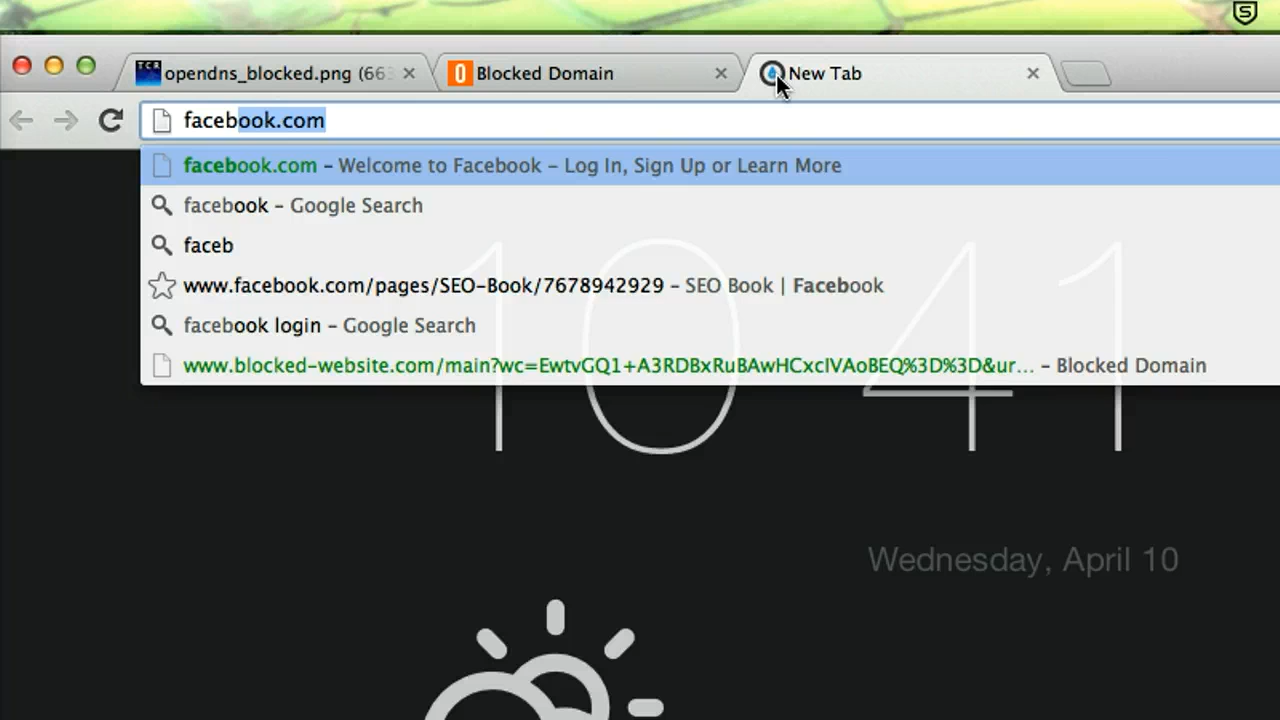 opendns_blocked.png (66
Blocked Domain
New Tab
facebook.com
facebook.com – Welcome to Facebook – Log In, Sign Up or Learn More
facebook – Google Search
faceb
www.facebook.com/pages/SEO-Book/7678942929 – SEO Book | Facebook
facebook login – Google Search
www.blocked-website.com/main?wc=EwtvGQ1+A3RDBxRuBAwHCxclVAoBEQ%3D%3D&ur... – Blocked Domain
10 41
Wednesday, April 10